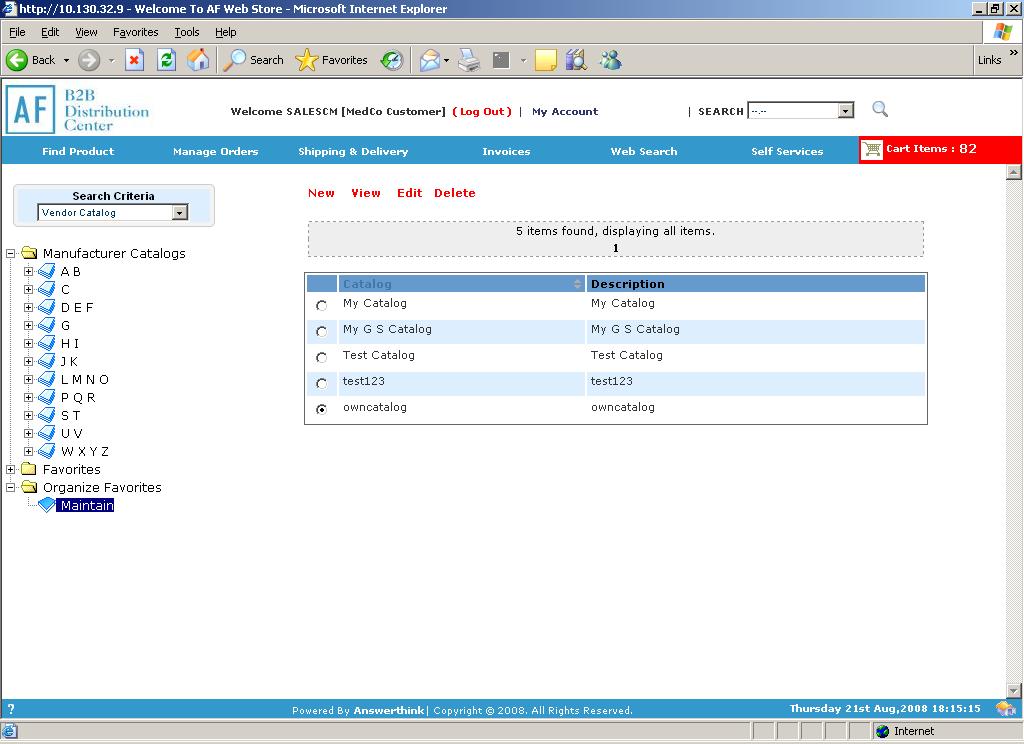 http://10.130.32.9 - Welcome To AF Web Store - Microsoft Internet Explorer
File Edit View Favorites Tools Help
Back Search Favorites Links »
AF B2B Distribution Center
Welcome SALESCM [MedCo Customer] ( Log Out ) | My Account | SEARCH --.--
Find Product Manage Orders Shipping & Delivery Invoices Web Search Self Services Cart Items : 82
Search Criteria
Vendor Catalog
New View Edit Delete
5 items found, displaying all items.
1
Manufacturer Catalogs
A B
C
D E F
G
H I
J K
L M N O
P Q R
S T
U V
W X Y Z
Favorites
Organize Favorites
Maintain
Catalog Description
My Catalog My Catalog
My G S Catalog My G S Catalog
Test Catalog Test Catalog
test123 test123
owncatalog owncatalog
? Powered By Answerthink | Copyright © 2008. All Rights Reserved. Thursday 21st Aug,2008 18:15:15
Internet